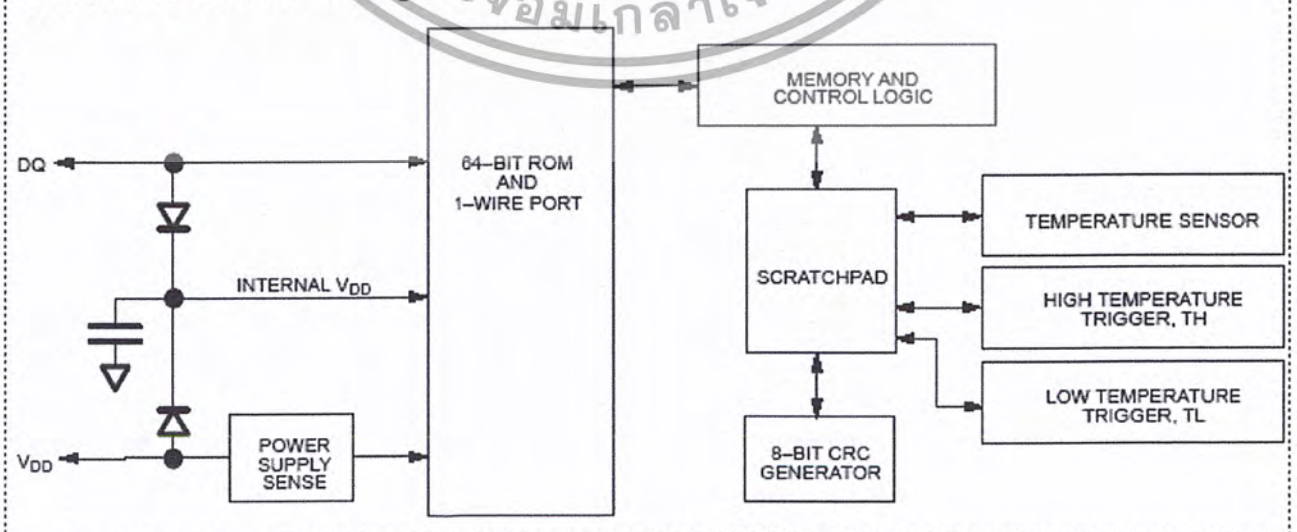 MEMORY AND
CONTROL LOGIC
DQ
64–BIT ROM
AND
1–WIRE PORT
TEMPERATURE SENSOR
SCRATCHPAD
INTERNAL VDD
HIGH TEMPERATURE
TRIGGER, TH
LOW TEMPERATURE
TRIGGER, TL
POWER
SUPPLY
SENSE
VDD
8–BIT CRC
GENERATOR